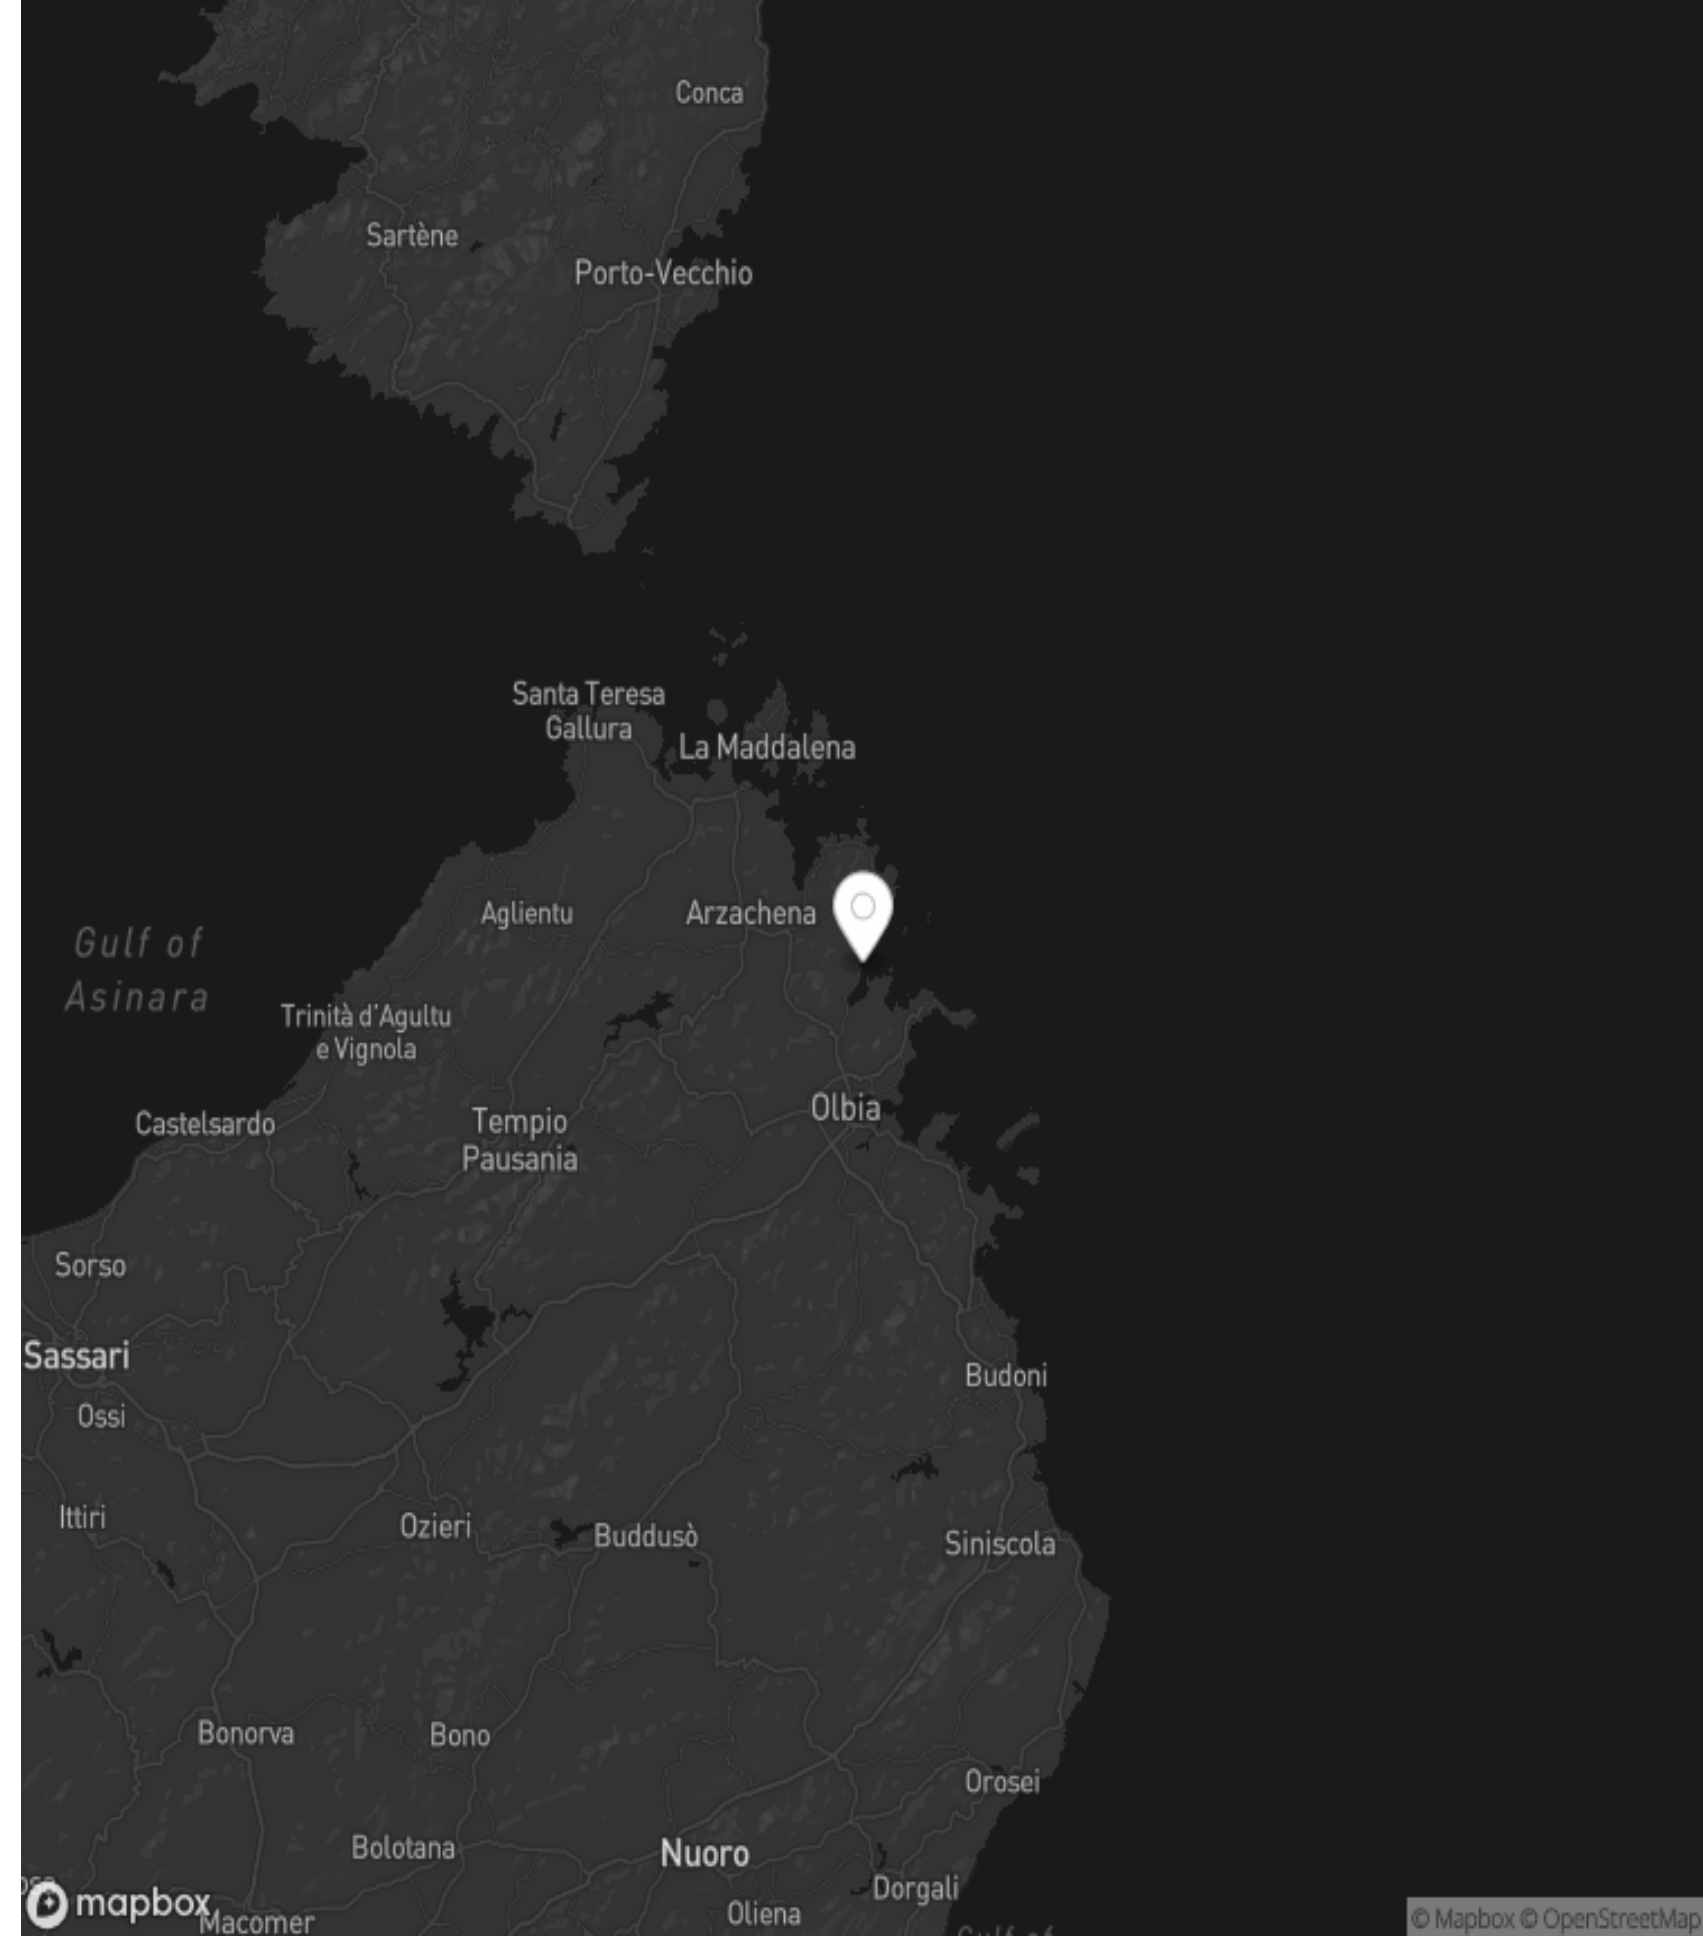 Conca
Sartène
Porto-Vecchio
Santa Teresa
Gallura
La Maddalena
Aglientu
Arzachena
Gulf of
Asinara
Trinità d'Agultu
e Vignola
Castelsardo
Tempio
Pausania
Olbia
Sorso
Sassari
Budoni
Ossi
Ittiri
Ozieri
Buddusò
Siniscola
Bonorva
Bono
Orosei
Bolotana
Nuoro
Dorgali
mapbox
Macomer
Oliena
© Mapbox © OpenStreetMap
Gulf of